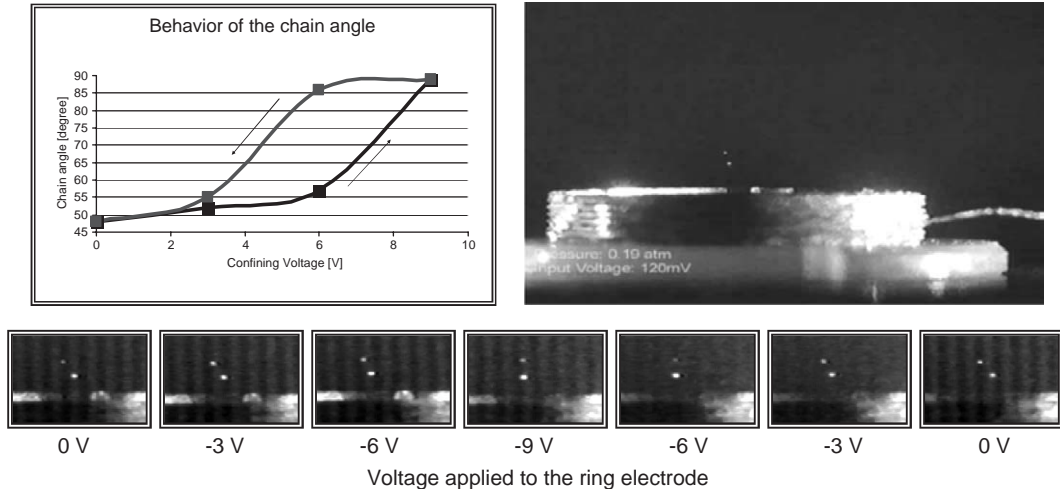 Behavior of the chain angle
Chain angle [degree]
90
85
80
75
70
65
60
55
50
45
0 2 4 6 8 10
Confining Voltage [V]
Pressure: 0.19 atm
Input Voltage: 120mV
0 V -3 V -6 V -9 V -6 V -3 V 0 V
Voltage applied to the ring electrode